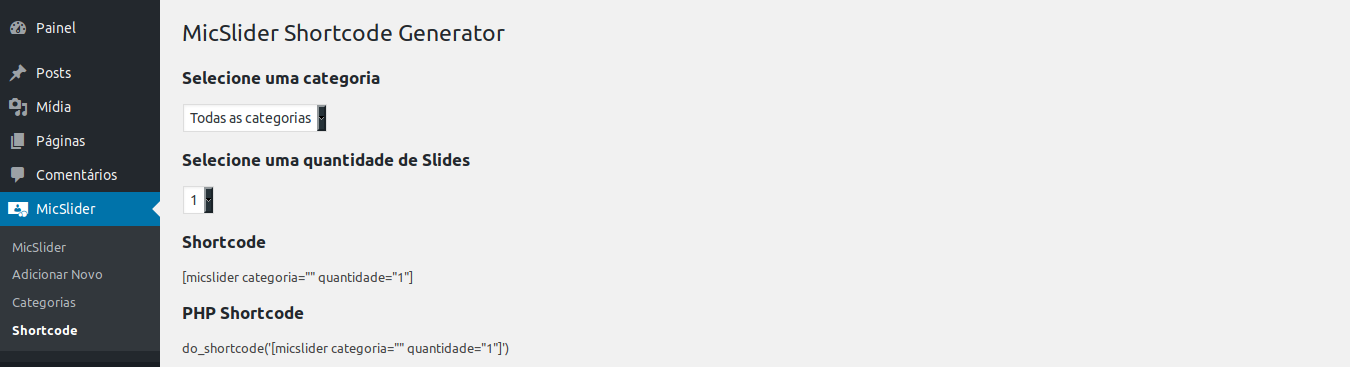 Painel
Posts
Mídia
Páginas
Comentários
MicSlider
MicSlider
Adicionar Novo
Categorias
Shortcode
MicSlider Shortcode Generator
Selecione uma categoria
Todas as categorias
Selecione uma quantidade de Slides
1
Shortcode
[micslider categoria="" quantidade="1"]
PHP Shortcode
do_shortcode('[micslider categoria="" quantidade="1"]')